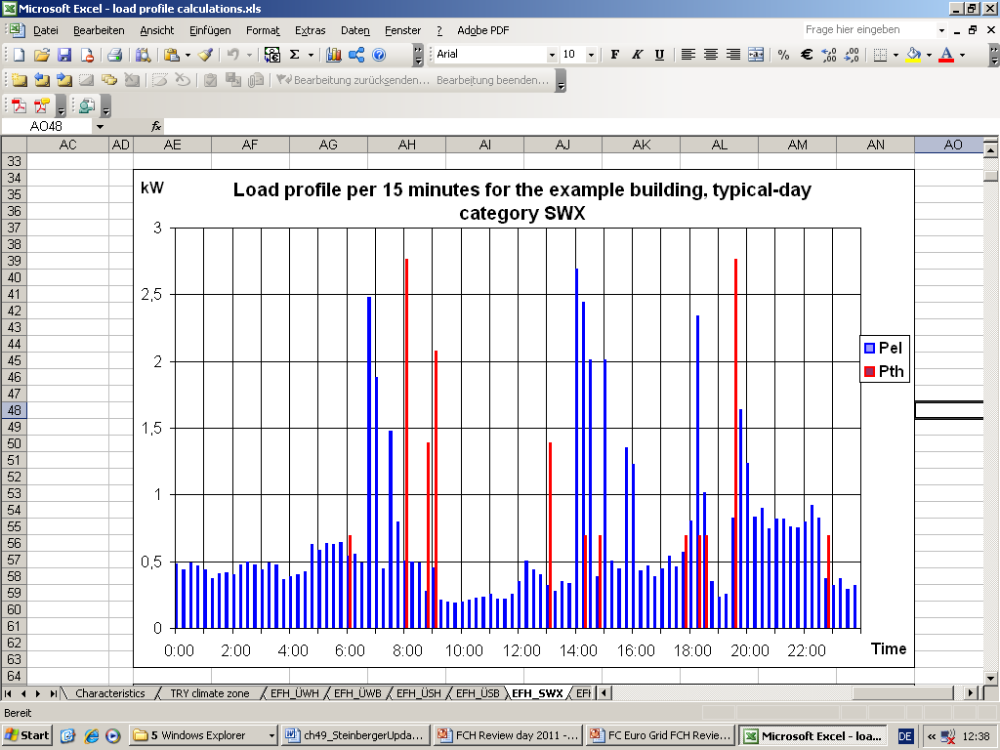 Microsoft Excel - load profile calculations.xls
Datei Bearbeiten Ansicht Einfügen Format Extras Daten Fenster ? Adobe PDF Frage hier eingeben
Arial 10 F K U % €
Bearbeitung zurücksenden... Bearbeitung beenden...
AO48 fx
AC AD AE AF AG AH AI AJ AK AL AM AN AO
33
34
35
36
37
38
39
40
41
42
43
44
45
46
47
48
49
50
51
52
53
54
55
56
57
58
59
60
61
62
63
64
kW
Load profile per 15 minutes for the example building, typical-day
category SWX
3
2,5
2
1,5
1
0,5
0
Pel
Pth
0:00 2:00 4:00 6:00 8:00 10:00 12:00 14:00 16:00 18:00 20:00 22:00 Time
Characteristics TRY climate zone EFH_ÜWH EFH_ÜWB EFH_ÜSH EFH_ÜSB EFH_SWX
Bereit
Start 5 Windows Explorer ch49_SteinbergerUpda... FCH Review day 2011 -... FC Euro Grid FCH Revie... Microsoft Excel - loa... DE 12:38